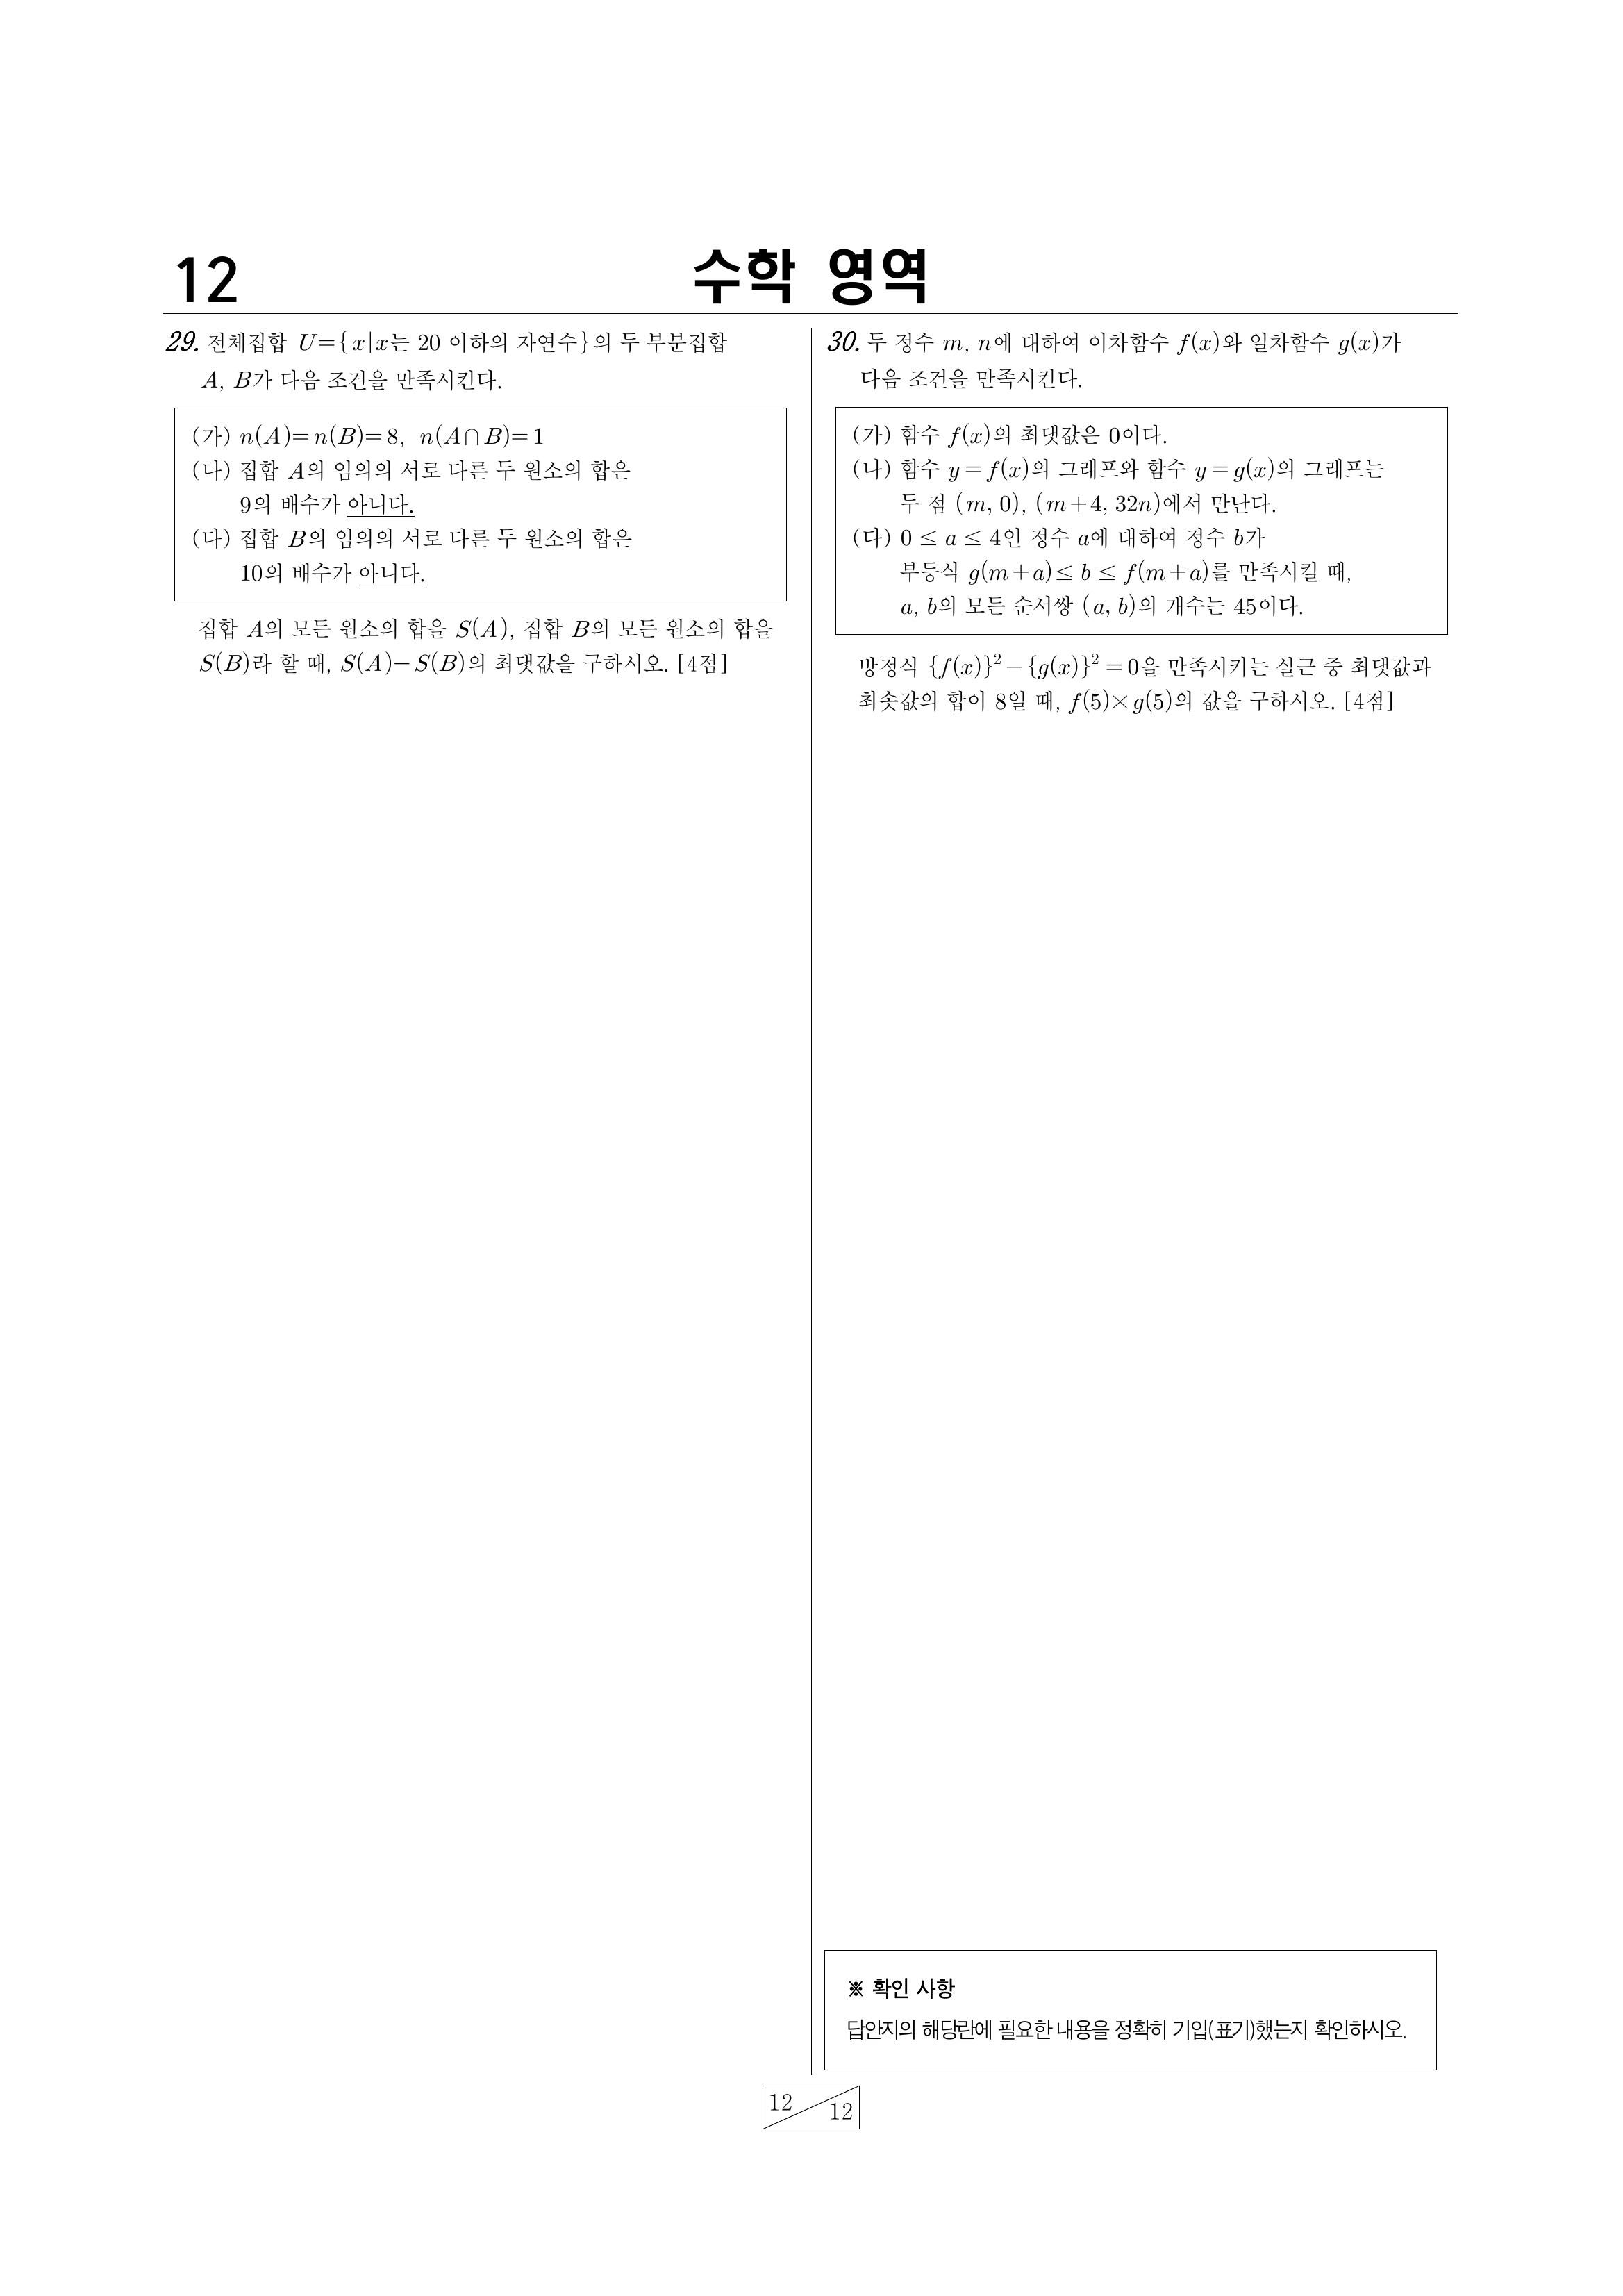 12
수학 영역
29. 전체집합 U={x|x는 20 이하의 자연수}의 두 부분집합
A, B가 다음 조건을 만족시킨다.
(가) n(A)=n(B)=8, n(A∩B)=1
(나) 집합 A의 임의의 서로 다른 두 원소의 합은
9의 배수가 아니다.
(다) 집합 B의 임의의 서로 다른 두 원소의 합은
10의 배수가 아니다.
집합 A의 모든 원소의 합을 S(A), 집합 B의 모든 원소의 합을
S(B)라 할 때, S(A)-S(B)의 최댓값을 구하시오. [4점]
30. 두 정수 m, n에 대하여 이차함수 f(x)와 일차함수 g(x)가
다음 조건을 만족시킨다.
(가) 함수 f(x)의 최댓값은 0이다.
(나) 함수 y=f(x)의 그래프와 함수 y=g(x)의 그래프는
두 점 (m, 0), (m+4, 32n)에서 만난다.
(다) 0 ≤ a ≤ 4인 정수 a에 대하여 정수 b가
부등식 g(m+a) ≤ b ≤ f(m+a)를 만족시킬 때,
a, b의 모든 순서쌍 (a, b)의 개수는 45이다.
방정식 {f(x)}²-{g(x)}²=0을 만족시키는 실근 중 최댓값과
최솟값의 합이 8일 때, f(5)×g(5)의 값을 구하시오. [4점]
※ 확인 사항
답안지의 해당란에 필요한 내용을 정확히 기입(표기)했는지 확인하시오.
12
12